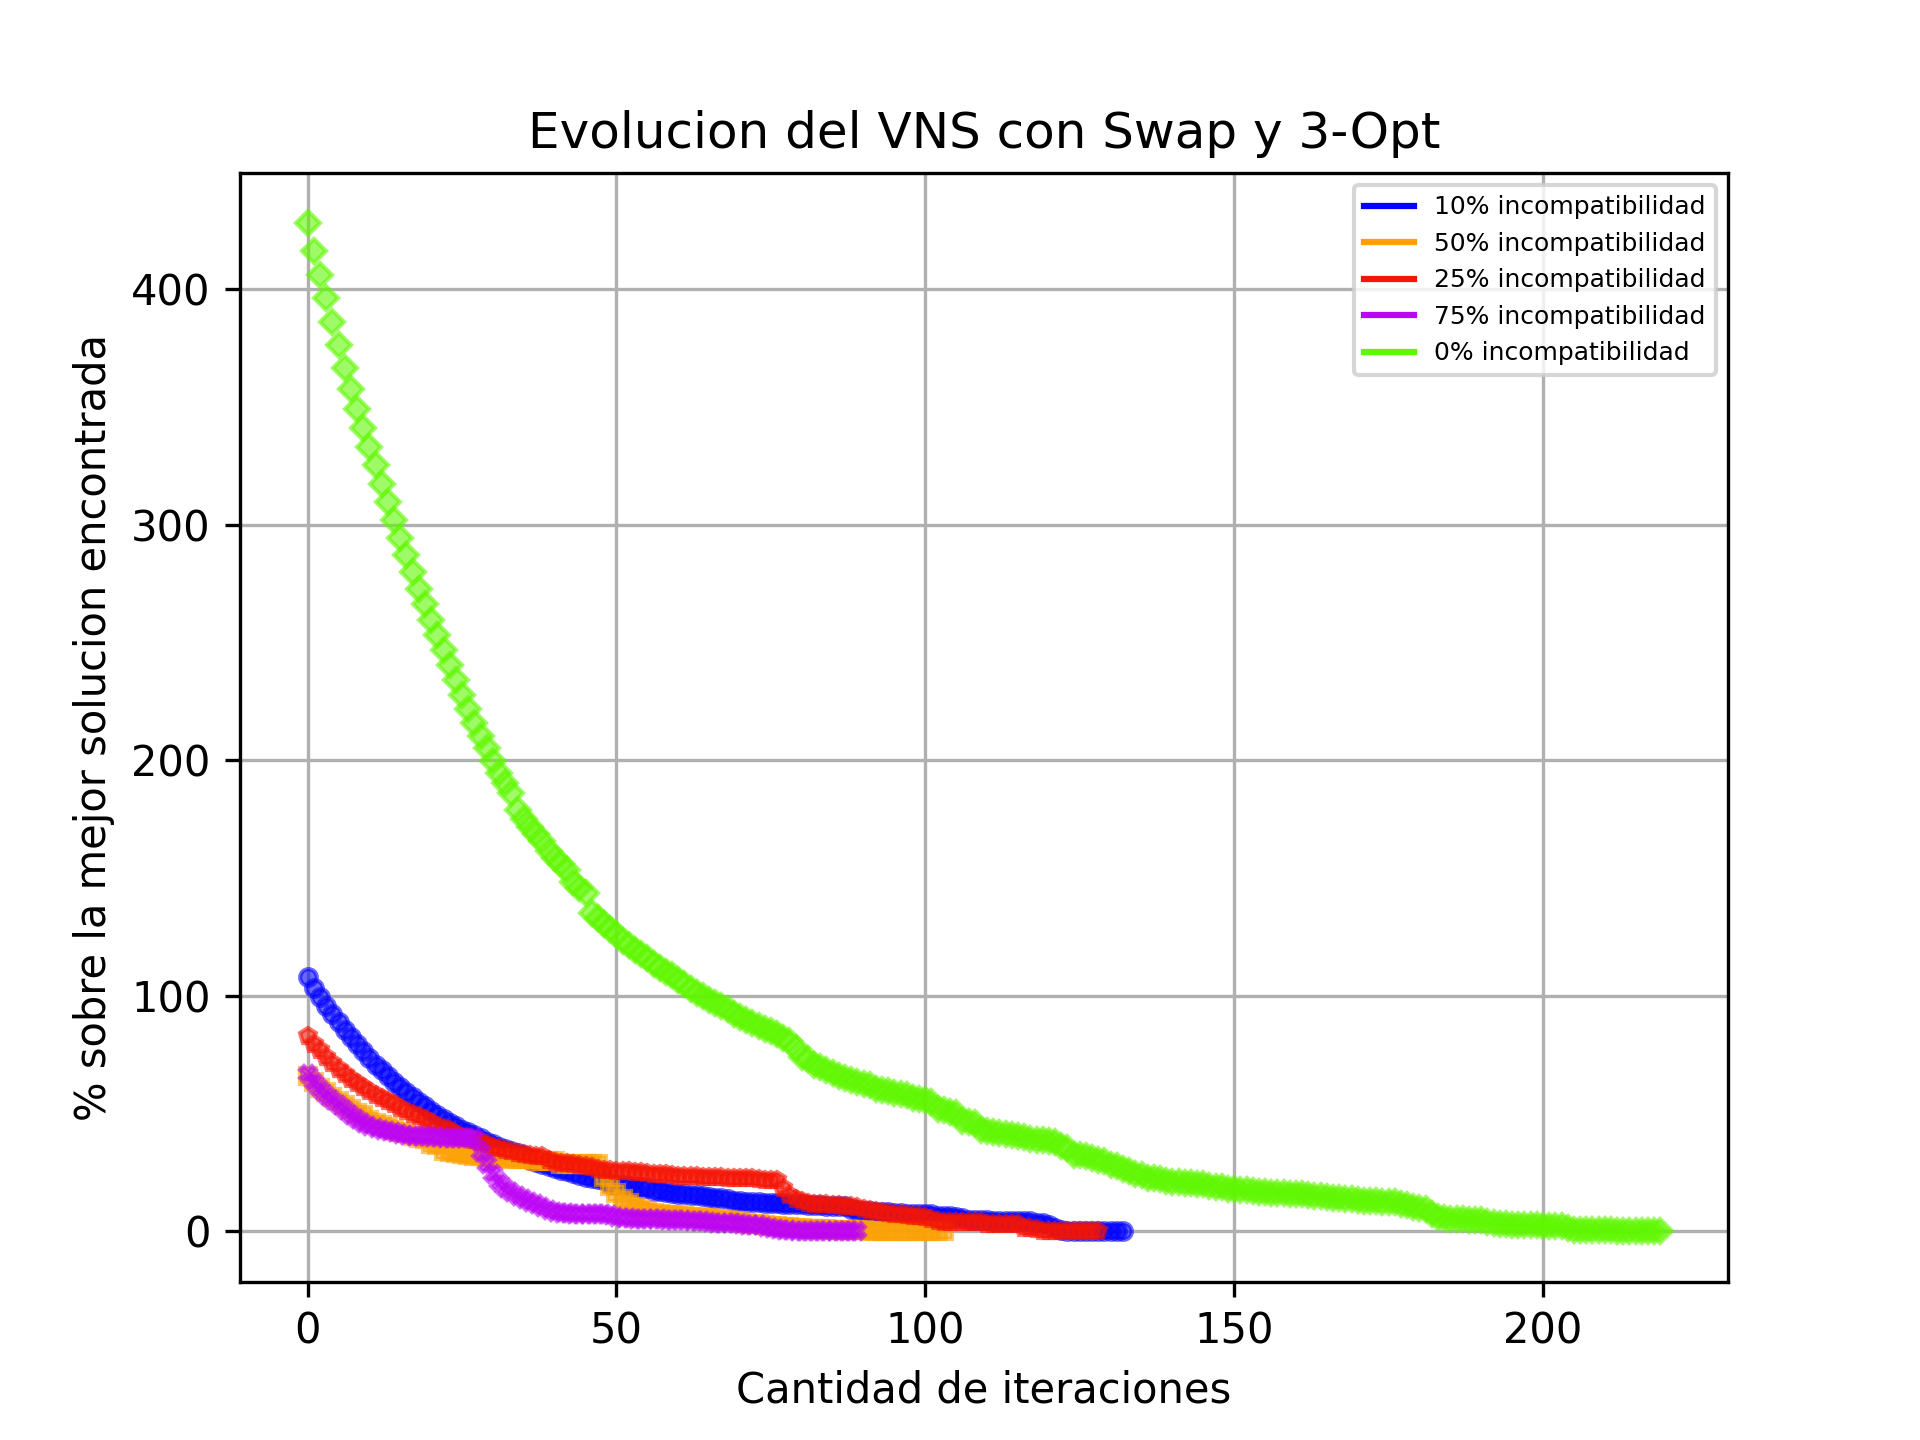 Evolucion del VNS con Swap y 3-Opt
10% incompatibilidad
50% incompatibilidad
25% incompatibilidad
75% incompatibilidad
0% incompatibilidad
% sobre la mejor solucion encontrada
400
300
200
100
0
0 50 100 150 200
Cantidad de iteraciones